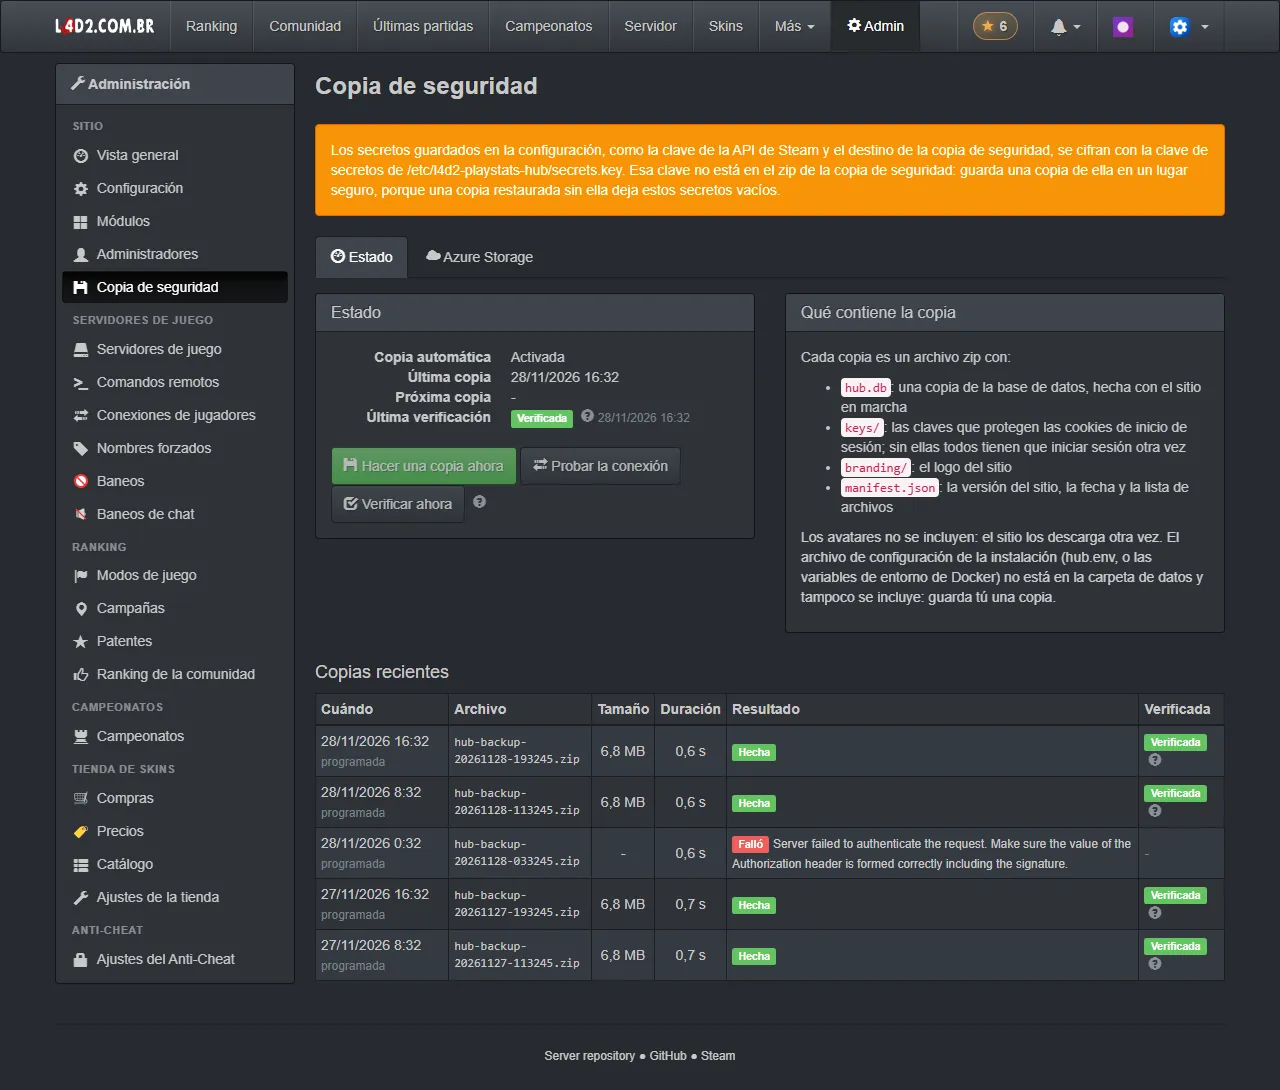 L4D2.COM.BR
Ranking
Comunidad
Últimas partidas
Campeonatos
Servidor
Skins
Más
Admin
6
Administración
SITIO
Vista general
Configuración
Módulos
Administradores
Copia de seguridad
SERVIDORES DE JUEGO
Servidores de juego
Comandos remotos
Conexiones de jugadores
Nombres forzados
Baneos
Baneos de chat
RANKING
Modos de juego
Campañas
Patentes
Ranking de la comunidad
CAMPEONATOS
Campeonatos
TIENDA DE SKINS
Compras
Precios
Catálogo
Ajustes de la tienda
ANTI-CHEAT
Ajustes del Anti-Cheat
Copia de seguridad
Los secretos guardados en la configuración, como la clave de la API de Steam y el destino de la copia de seguridad, se cifran con la clave de
secretos de /etc/l4d2-playstats-hub/secrets.key. Esa clave no está en el zip de la copia de seguridad: guarda una copia de ella en un lugar
seguro, porque una copia restaurada sin ella deja estos secretos vacíos.
Estado
Azure Storage
Estado
Copia automática Activada
Última copia 28/11/2026 16:32
Próxima copia -
Última verificación Verificada 28/11/2026 16:32
Hacer una copia ahora
Probar la conexión
Verificar ahora
Qué contiene la copia
Cada copia es un archivo zip con:
hub.db: una copia de la base de datos, hecha con el sitio
en marcha
keys/: las claves que protegen las cookies de inicio de
sesión; sin ellas todos tienen que iniciar sesión otra vez
branding/: el logo del sitio
manifest.json: la versión del sitio, la fecha y la lista de
archivos
Los avatares no se incluyen: el sitio los descarga otra vez. El
archivo de configuración de la instalación (hub.env, o las
variables de entorno de Docker) no está en la carpeta de datos y
tampoco se incluye: guarda tú una copia.
Copias recientes
Cuándo Archivo Tamaño Duración Resultado Verificada
28/11/2026 16:32
programada
hub-backup-
20261128-193245.zip
6,8 MB
0,6 s
Hecha
Verificada
28/11/2026 8:32
programada
hub-backup-
20261128-113245.zip
6,8 MB
0,6 s
Hecha
Verificada
28/11/2026 0:32
programada
hub-backup-
20261128-033245.zip
-
0,6 s
Falló Server failed to authenticate the request. Make sure the value of the
Authorization header is formed correctly including the signature.
-
27/11/2026 16:32
programada
hub-backup-
20261127-193245.zip
6,8 MB
0,7 s
Hecha
Verificada
27/11/2026 8:32
programada
hub-backup-
20261127-113245.zip
6,8 MB
0,7 s
Hecha
Verificada
Server repository ● GitHub ● Steam